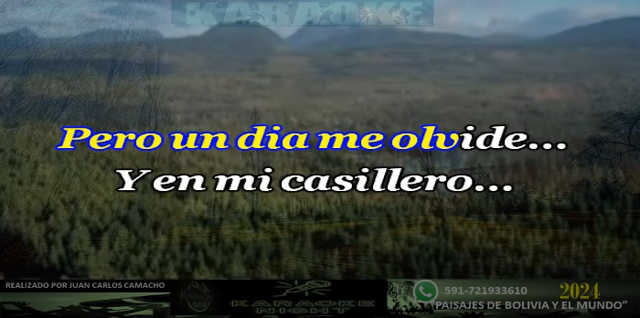 KARAOKE
Pero un dia me olvide...
Y en mi casillero...
REALIZADO POR JUAN CARLOS CAMACHO
591-721933610
2024
KARAOKE
NIGHT
"PAISAJES DE BOLIVIA Y EL MUNDO"